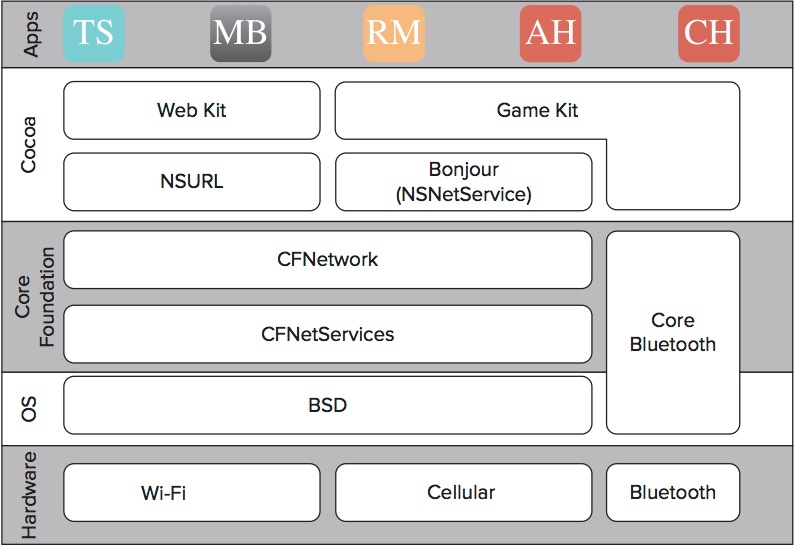 Apps
TS
MB
RM
AH
CH
Cocoa
Web Kit
Game Kit
NSURL
Bonjour
(NSNetService)
Core
Foundation
CFNetwork
CFNetServices
Core
Bluetooth
OS
BSD
Hardware
Wi-Fi
Cellular
Bluetooth